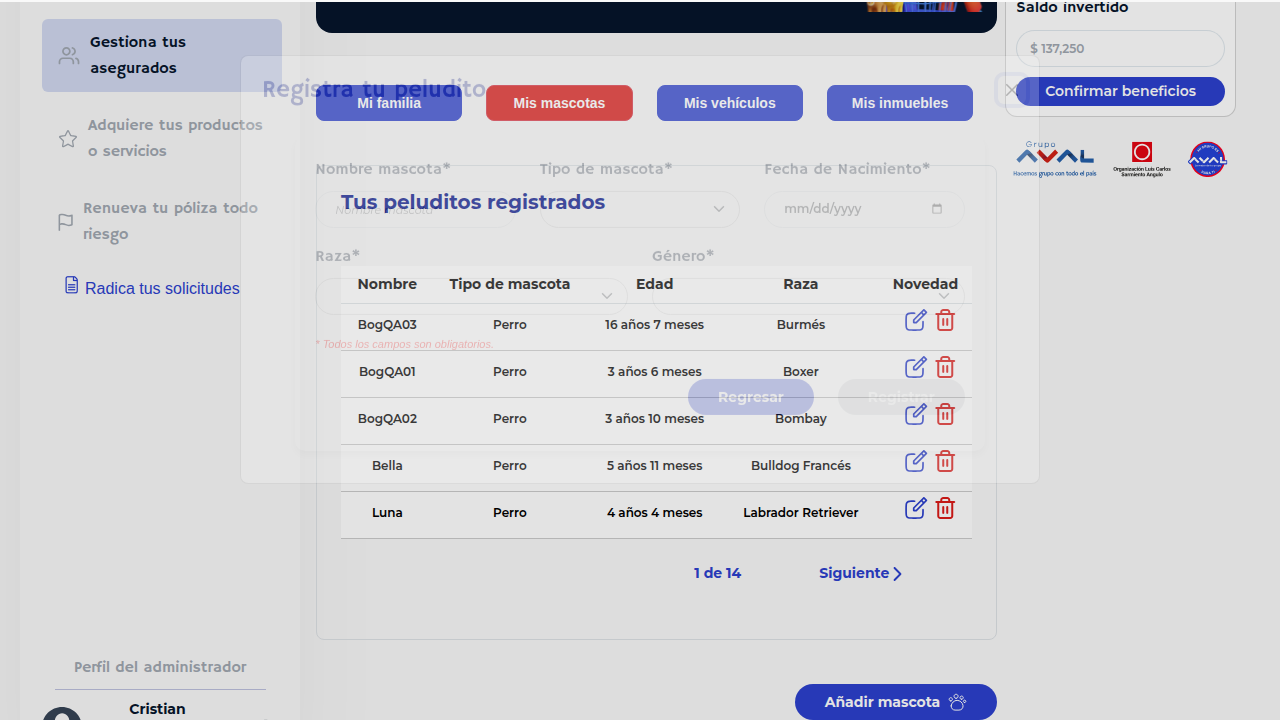 Gestiona tus
asegurados
Adquiere tus productos
o servicios
Renueva tu póliza todo
riesgo
Radica tus solicitudes
Perfil del administrador
Cristian
Registra tu peludito
Mi familia
Mis mascotas
Mis vehículos
Mis inmuebles
Nombre mascota*
Tipo de mascota*
Fecha de Nacimiento*
Nombre mascota
mm/dd/yyyy
Tus peluditos registrados
Raza*
Género*
Nombre Tipo de mascota Edad Raza Novedad
BogQA03 Perro 16 años 7 meses Burmés
* Todos los campos son obligatorios.
BogQA01 Perro 3 años 6 meses Boxer
Regresar
Registrar
BogQA02 Perro 3 años 10 meses Bombay
Bella Perro 5 años 11 meses Bulldog Francés
Luna Perro 4 años 4 meses Labrador Retriever
1 de 14
Siguiente
Añadir mascota
Saldo invertido
$ 137,250
Confirmar beneficios
Grupo
AVAL
Hacemos grupo con todo el país
Organización Luis Carlos
Sarmiento Angulo
AVAL